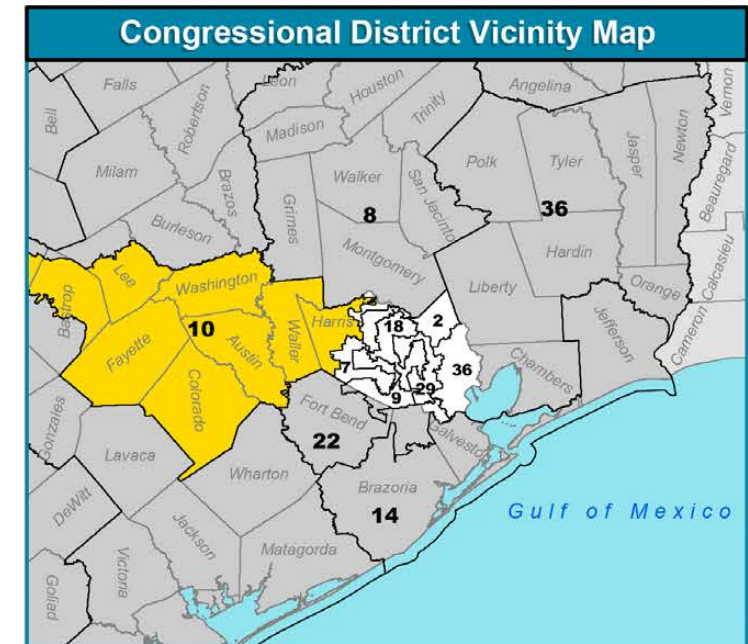 Congressional District Vicinity Map
Falls
Leon
Houston
Angelina
Vernon
Bell
Robertson
Madison
Trinity
Newton
Milam
Brazos
Grimes
Walker
San Jacinto
Polk
Tyler
Jasper
Beauregard
8
36
Burleson
Montgomery
Hardin
Lee
Washington
Liberty
Orange
Calcasieu
Bastrop
10
Waller
Harris
2
18
2
Jefferson
Cameron
Fayette
Austin
7
36
Chambers
Colorado
29
9
Gonzales
Fort Bend
22
Galveston
Lavaca
Wharton
Brazoria
14
Gulf of Mexico
DeWitt
Jackson
Matagorda
Victoria
Goliad